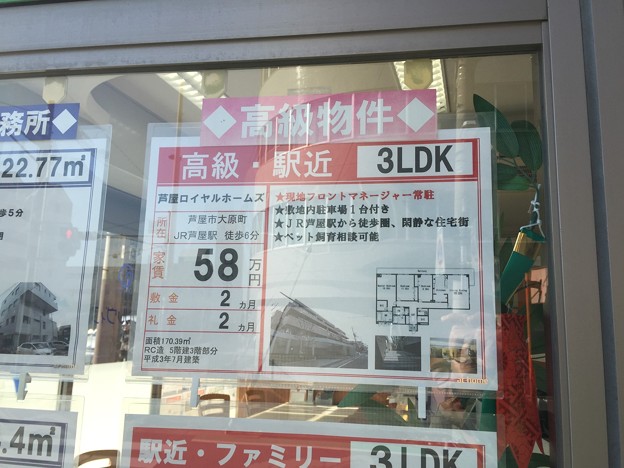 務所◆
22.77㎡
歩5分
◆高級物件◆
高級・駅近 3LDK
芦屋ロイヤルホームズ
所在 芦屋市大原町
JR芦屋駅 徒歩6分
家賃 58万円
敷金 2ヵ月
礼金 2ヵ月
面積170.39㎡
RC造 5階建3階部分
平成3年7月建築
★現地フロントマネージャー常駐
★敷地内駐車場1台付き
★JR芦屋駅から徒歩圏、閑静な住宅街
★ペット飼育相談可能
at home
.4㎡
駅近・ファミリー 3LDK